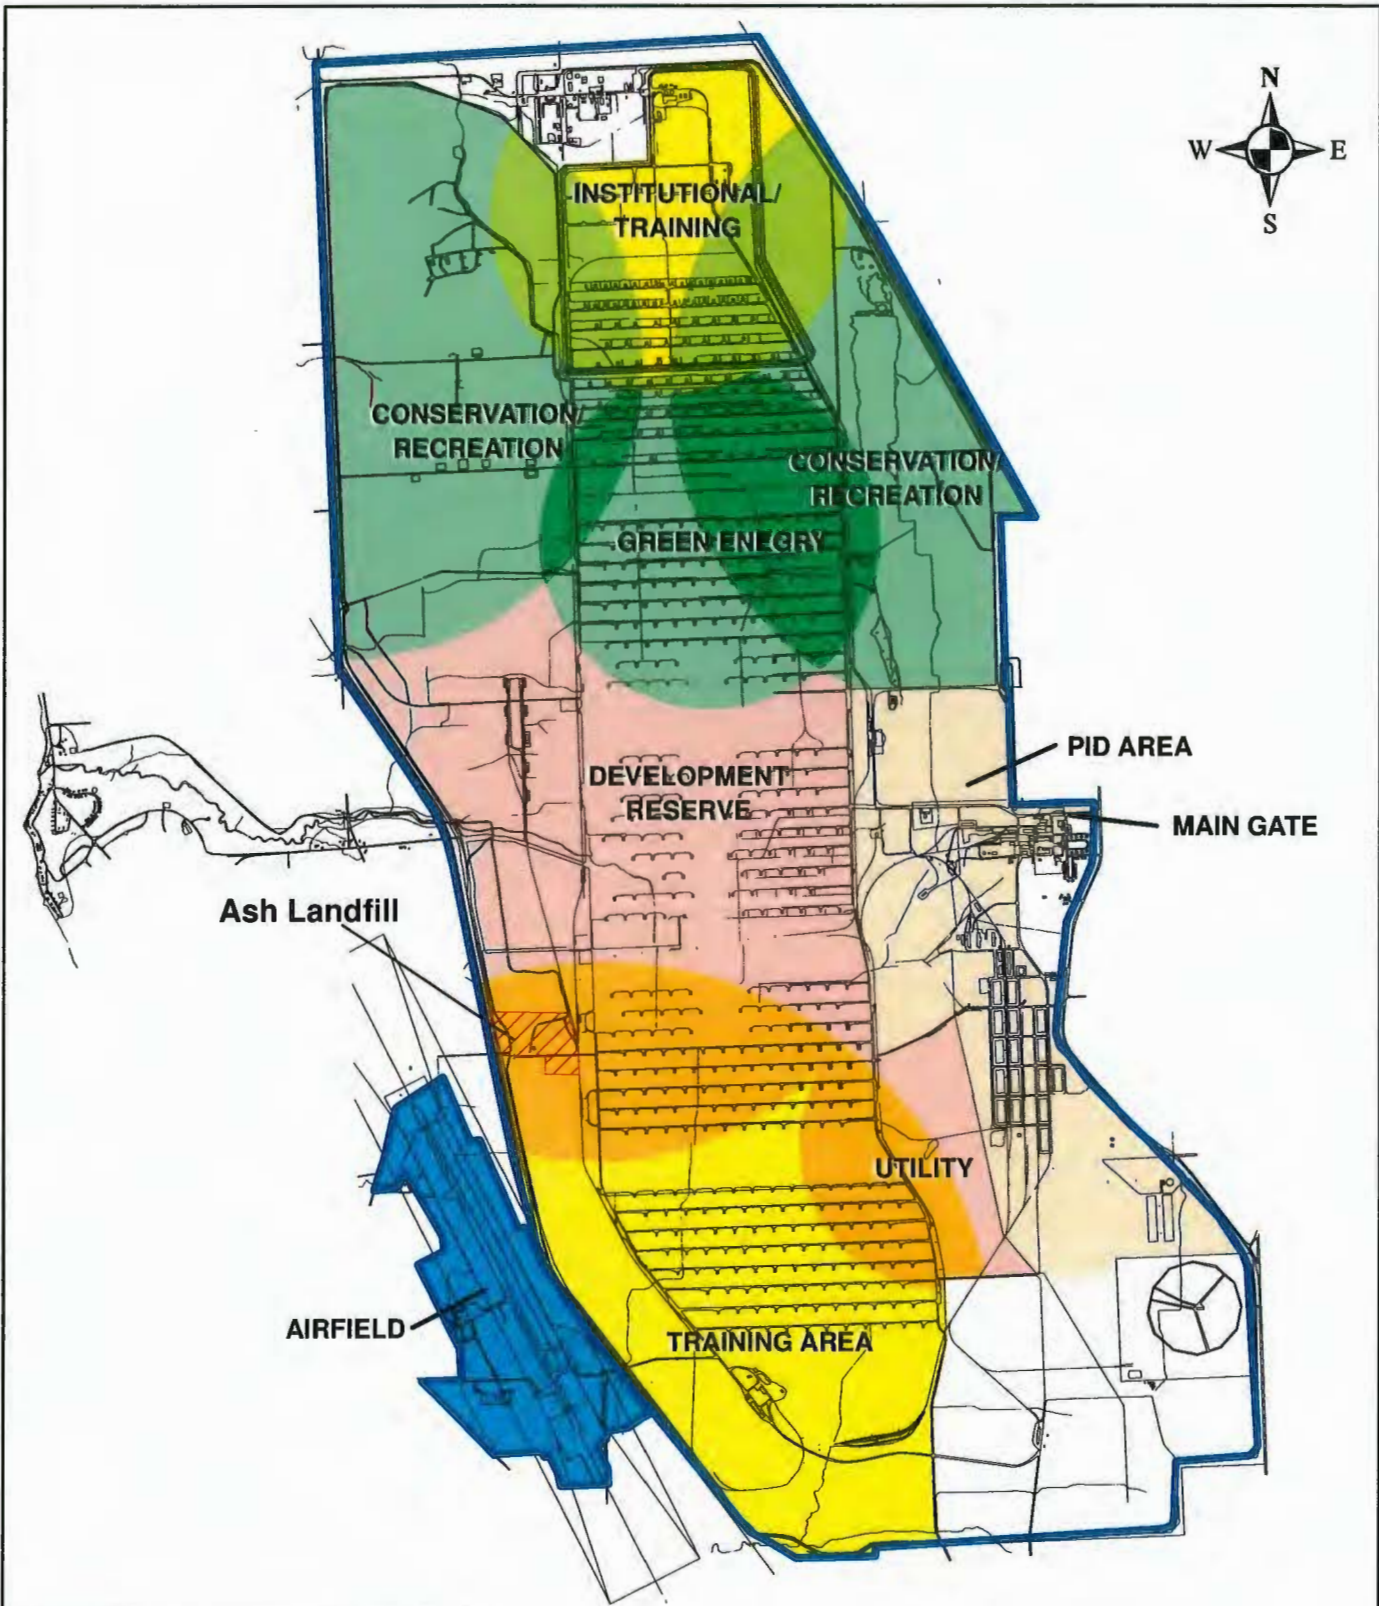 N
W E
S
INSTITUTIONAL/
TRAINING
CONSERVATION/
RECREATION
CONSERVATION/
RECREATION
GREEN ENEGRY
PID AREA
DEVELOPMENT
RESERVE
MAIN GATE
Ash Landfill
UTILITY
AIRFIELD
TRAINING AREA